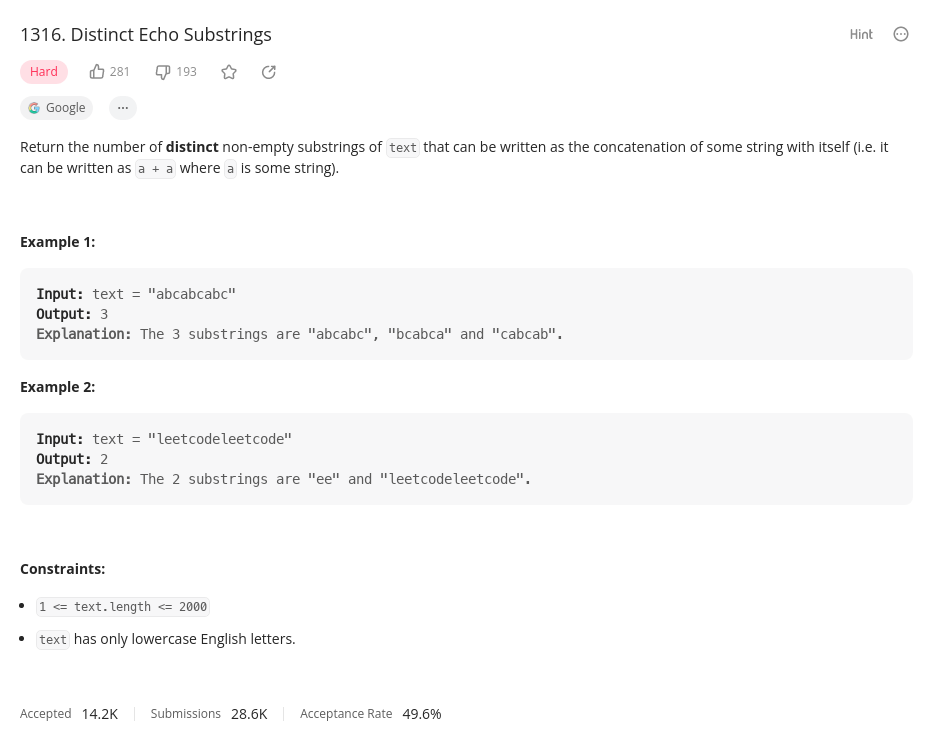 1316. Distinct Echo Substrings
Hint
Hard 281 193
Google ...
Return the number of distinct non-empty substrings of text that can be written as the concatenation of some string with itself (i.e. it
can be written as a + a where a is some string).
Example 1:
Input: text = "abcabcabc"
Output: 3
Explanation: The 3 substrings are "abcabc", "bcabca" and "cabcab".
Example 2:
Input: text = "leetcodeleetcode"
Output: 2
Explanation: The 2 substrings are "ee" and "leetcodeleetcode".
Constraints:
• 1 <= text.length <= 2000
• text has only lowercase English letters.
Accepted 14.2K Submissions 28.6K Acceptance Rate 49.6%